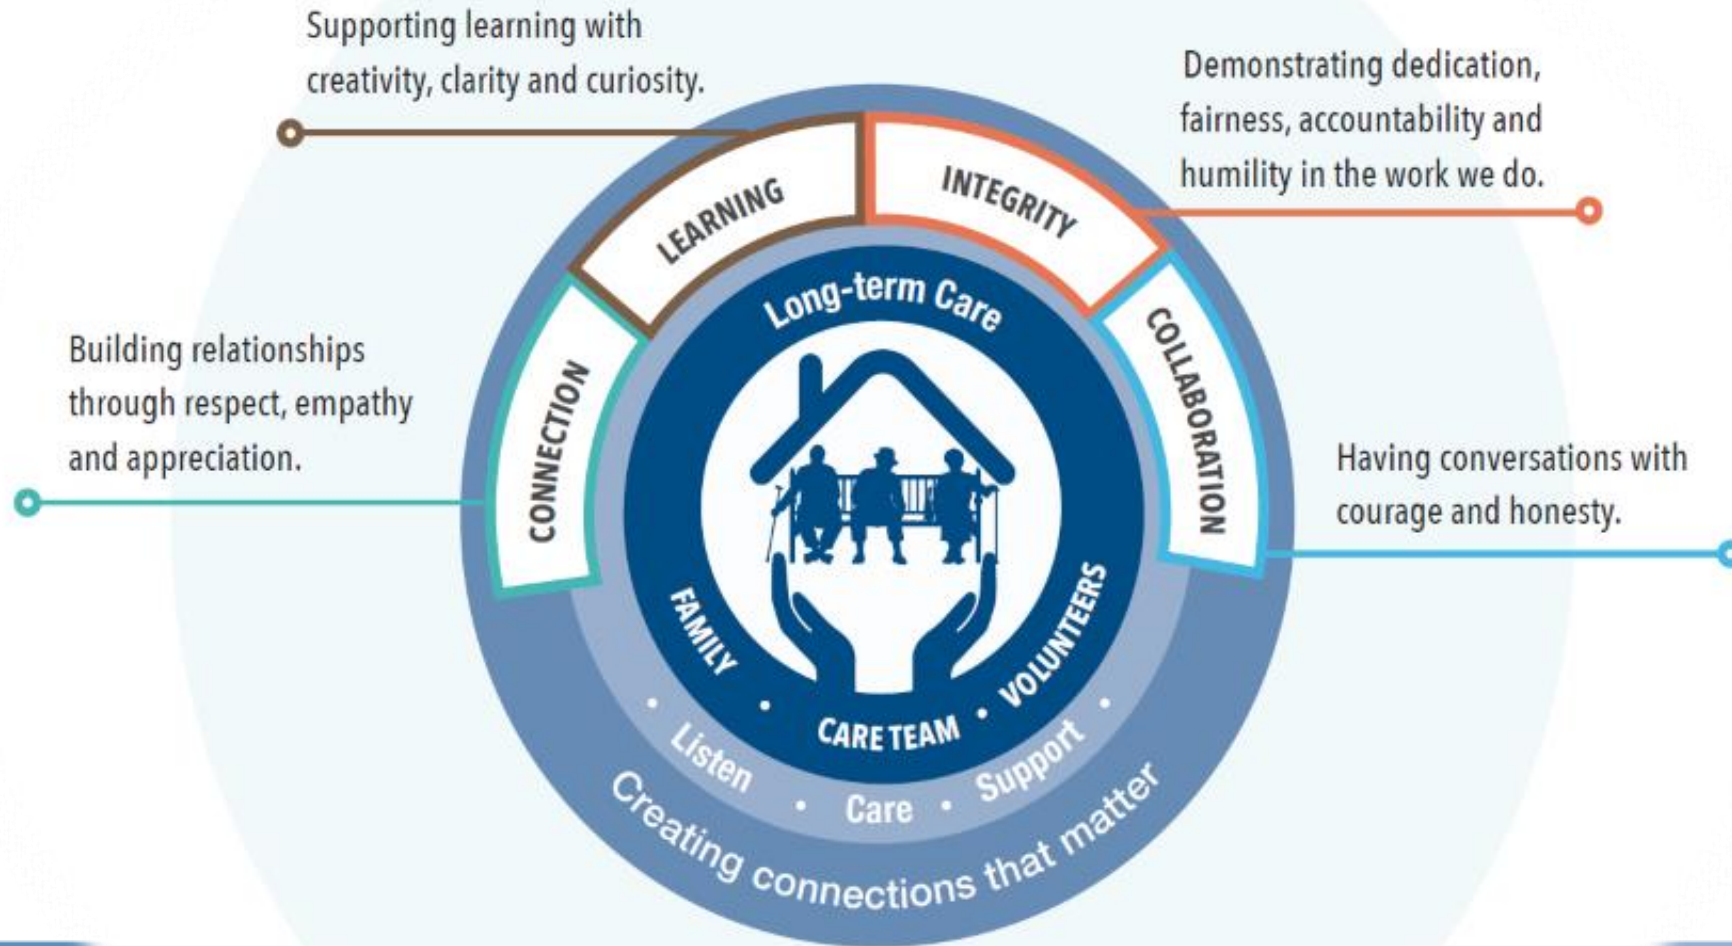 Supporting learning with
creativity, clarity and curiosity.
Demonstrating dedication,
fairness, accountability and
humility in the work we do.
LEARNING
INTEGRITY
Building relationships
through respect, empathy
and appreciation.
CONNECTION
COLLABORATION
Having conversations with
courage and honesty.
Long-term Care
FAMILY • CARE TEAM • VOLUNTEERS
• Listen • Care • Support •
Creating connections that matter